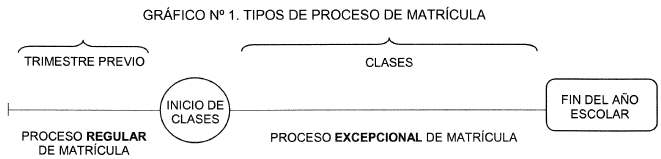 GRÁFICO Nº 1. TIPOS DE PROCESO DE MATRÍCULA
TRIMESTRE PREVIO
CLASES
INICIO DE
CLASES
FIN DEL AÑO
ESCOLAR
PROCESO REGULAR
DE MATRÍCULA
PROCESO EXCEPCIONAL DE MATRÍCULA